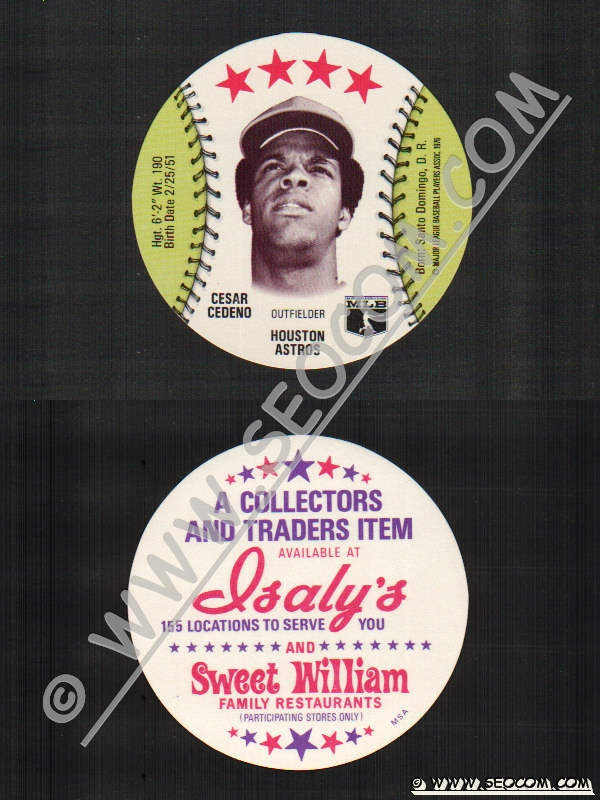 Hgt. 6'-2" Wt. 190
Birth Date 2/25/51
Born: Santo Domingo, D. R.
© MAJOR LEAGUE BASEBALL PLAYERS ASSOC. 1976
CESAR
CEDENO
OUTFIELDER
MLB
HOUSTON
ASTROS
A COLLECTORS
AND TRADERS ITEM
AVAILABLE AT
Isaly's
155 LOCATIONS TO SERVE YOU
AND
Sweet William
FAMILY RESTAURANTS
(PARTICIPATING STORES ONLY)
MSA
© WWW.SEOCOM.COM
© WWW.SEOCOM.COM